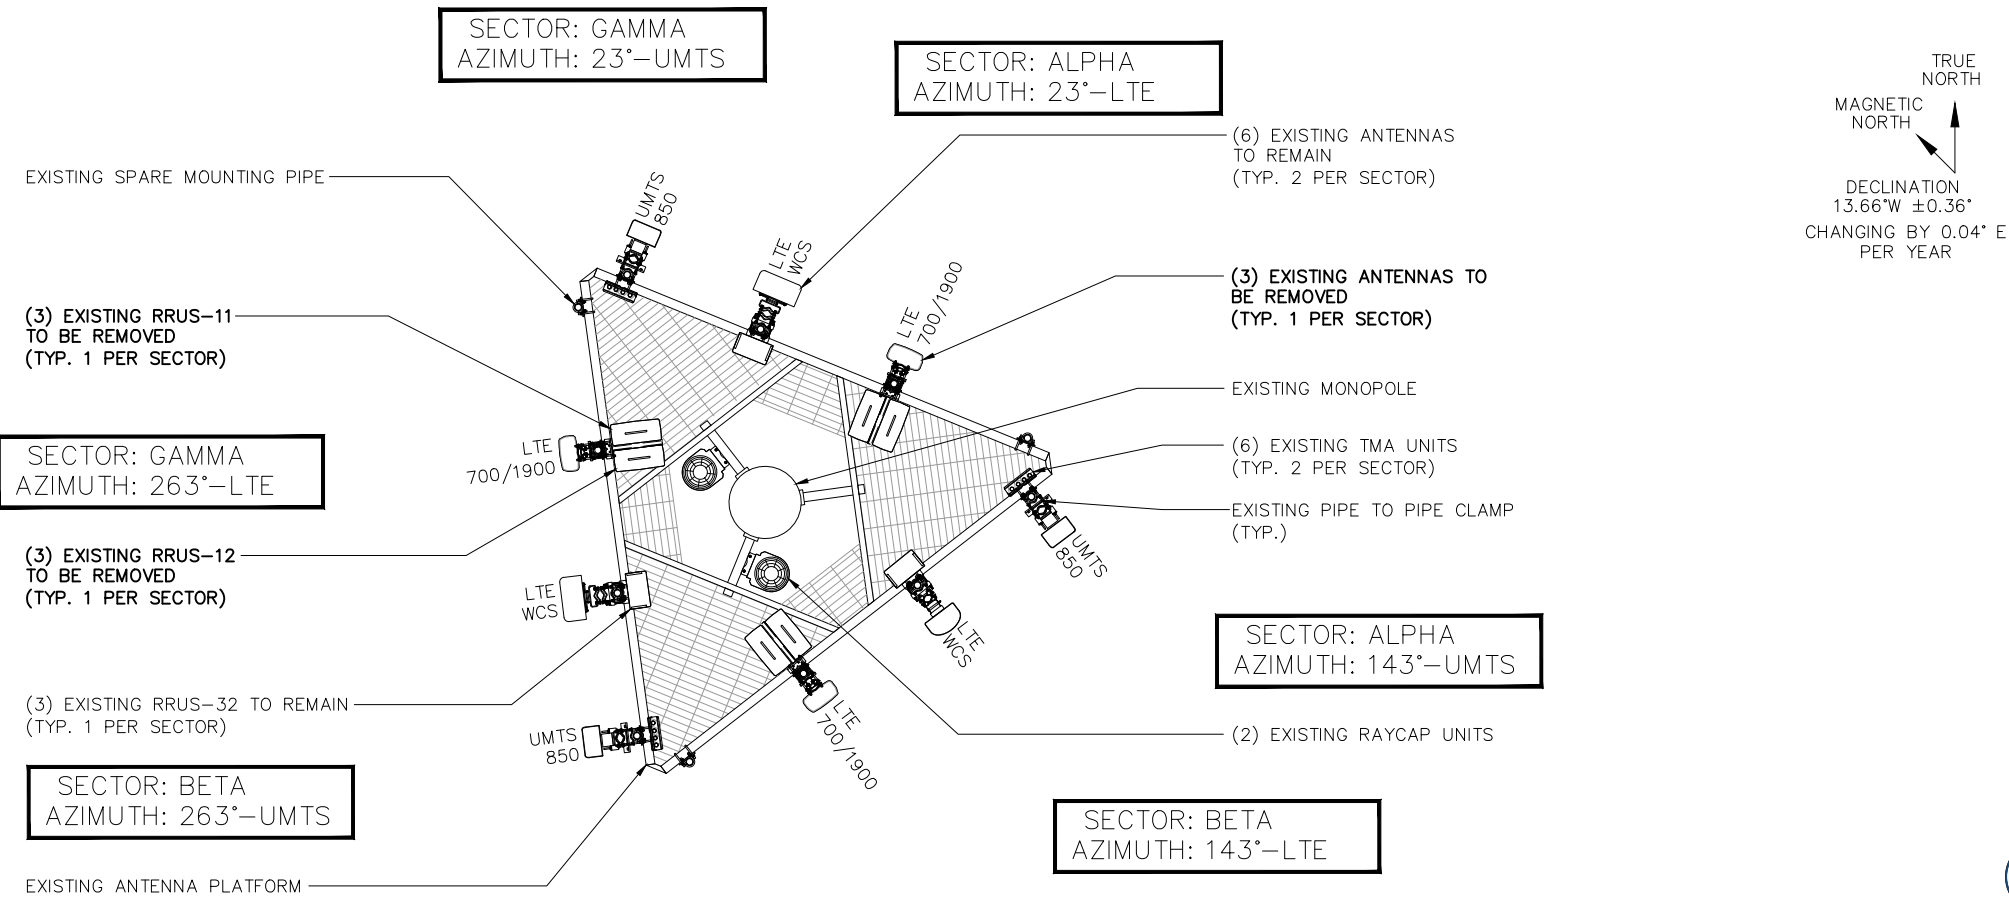 SECTOR: GAMMA
AZIMUTH: 23°-UMTS
SECTOR: ALPHA
AZIMUTH: 23°-LTE
TRUE
NORTH
MAGNETIC
NORTH
DECLINATION
13.66°W ±0.36°
CHANGING BY 0.04° E
PER YEAR
(6) EXISTING ANTENNAS
TO REMAIN
(TYP. 2 PER SECTOR)
EXISTING SPARE MOUNTING PIPE
UMTS
850
LTE
WCS
LTE
700/1900
(3) EXISTING ANTENNAS TO
BE REMOVED
(TYP. 1 PER SECTOR)
(3) EXISTING RRUS-11
TO BE REMOVED
(TYP. 1 PER SECTOR)
EXISTING MONOPOLE
LTE
700/1900
SECTOR: GAMMA
AZIMUTH: 263°-LTE
(6) EXISTING TMA UNITS
(TYP. 2 PER SECTOR)
EXISTING PIPE TO PIPE CLAMP
(TYP.)
UMTS
850
(3) EXISTING RRUS-12
TO BE REMOVED
(TYP. 1 PER SECTOR)
LTE
WCS
LTE
WCS
SECTOR: ALPHA
AZIMUTH: 143°-UMTS
(3) EXISTING RRUS-32 TO REMAIN
(TYP. 1 PER SECTOR)
UMTS
850
LTE
700/1900
(2) EXISTING RAYCAP UNITS
SECTOR: BETA
AZIMUTH: 263°-UMTS
SECTOR: BETA
AZIMUTH: 143°-LTE
EXISTING ANTENNA PLATFORM